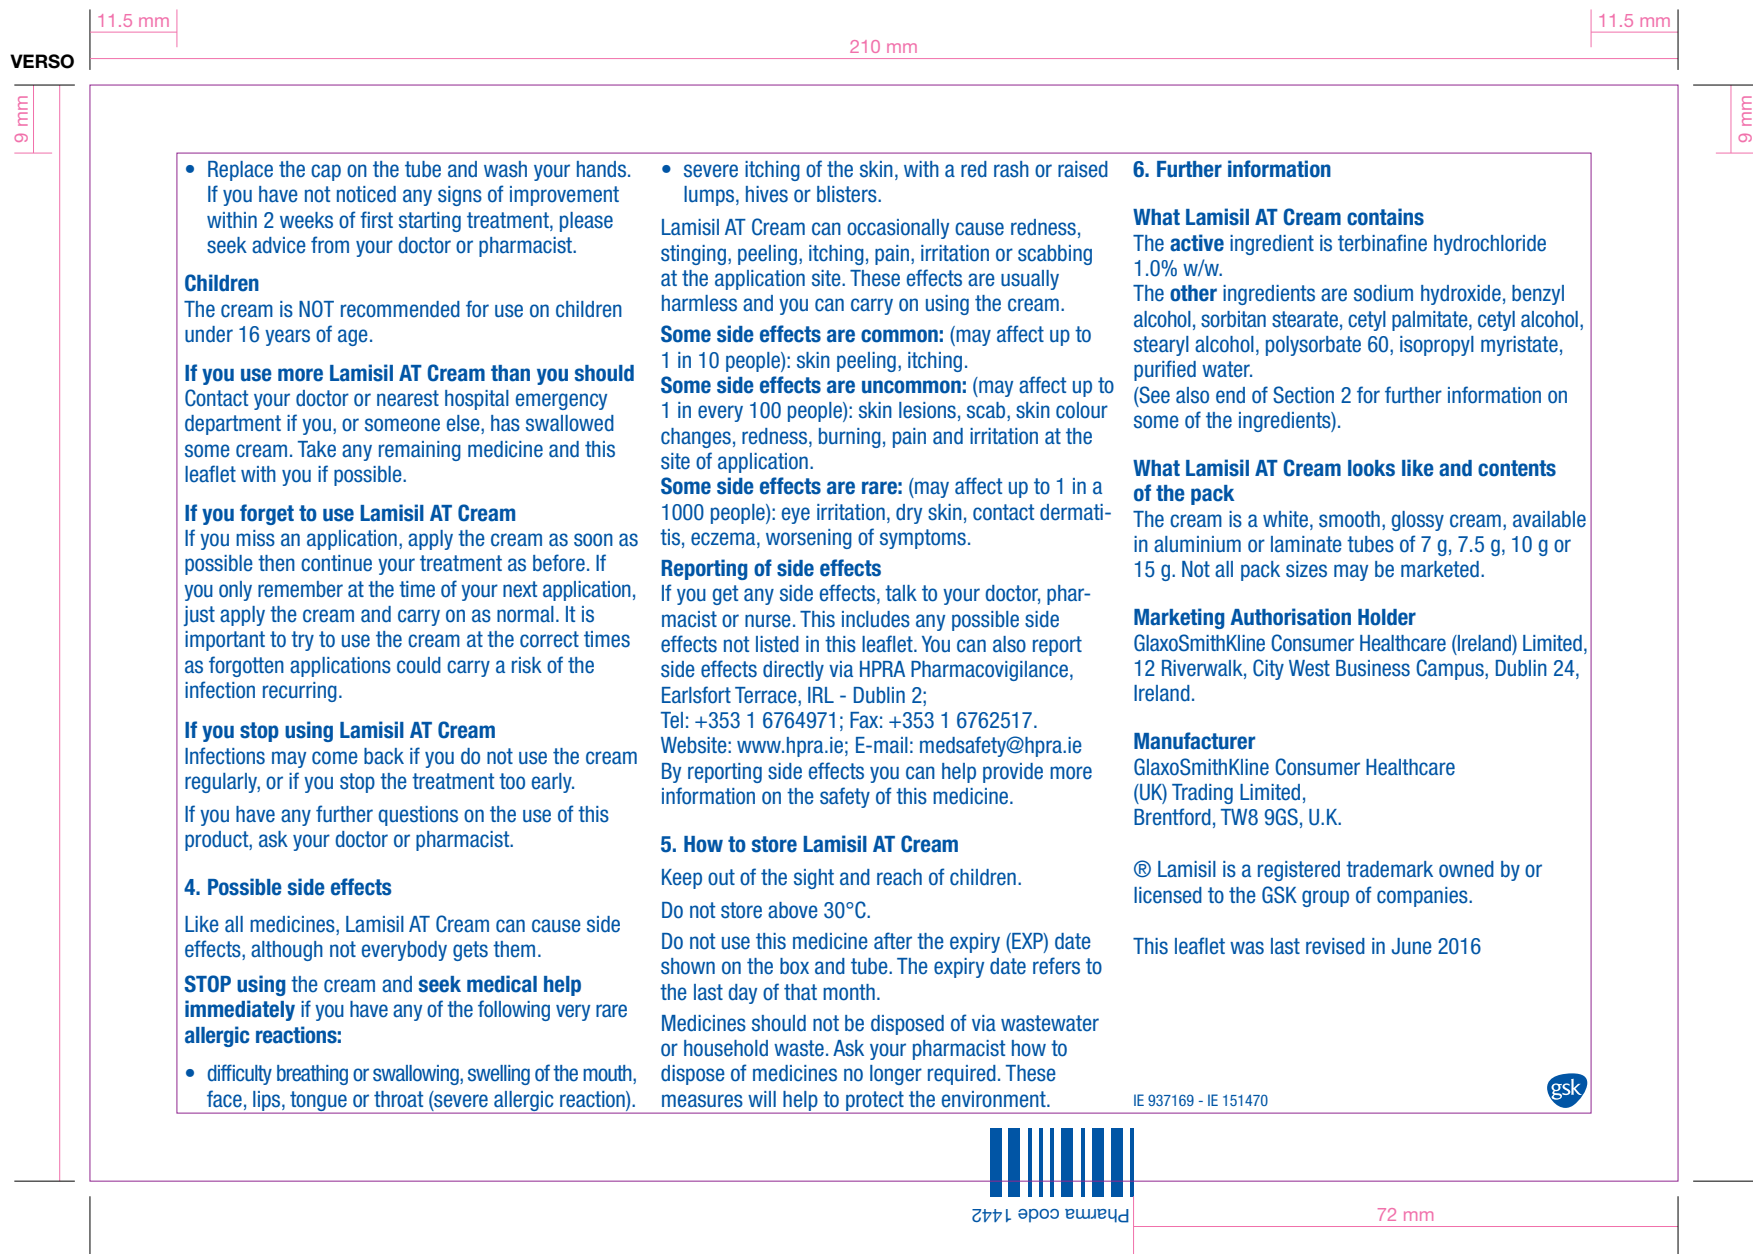 11.5 mm
11.5 mm
210 mm
VERSO
9 mm
9 mm
• Replace the cap on the tube and wash your hands.
If you have not noticed any signs of improvement
within 2 weeks of first starting treatment, please
seek advice from your doctor or pharmacist.
Children
The cream is NOT recommended for use on children
under 16 years of age.
If you use more Lamisil AT Cream than you should
Contact your doctor or nearest hospital emergency
department if you, or someone else, has swallowed
some cream. Take any remaining medicine and this
leaflet with you if possible.
If you forget to use Lamisil AT Cream
If you miss an application, apply the cream as soon as
possible then continue your treatment as before. If
you only remember at the time of your next application,
just apply the cream and carry on as normal. It is
important to try to use the cream at the correct times
as forgotten applications could carry a risk of the
infection recurring.
If you stop using Lamisil AT Cream
Infections may come back if you do not use the cream
regularly, or if you stop the treatment too early.
If you have any further questions on the use of this
product, ask your doctor or pharmacist.
4. Possible side effects
Like all medicines, Lamisil AT Cream can cause side
effects, although not everybody gets them.
STOP using the cream and seek medical help
immediately if you have any of the following very rare
allergic reactions:
• difficulty breathing or swallowing, swelling of the mouth,
face, lips, tongue or throat (severe allergic reaction).
• severe itching of the skin, with a red rash or raised
lumps, hives or blisters.
Lamisil AT Cream can occasionally cause redness,
stinging, peeling, itching, pain, irritation or scabbing
at the application site. These effects are usually
harmless and you can carry on using the cream.
Some side effects are common: (may affect up to
1 in 10 people): skin peeling, itching.
Some side effects are uncommon: (may affect up to
1 in every 100 people): skin lesions, scab, skin colour
changes, redness, burning, pain and irritation at the
site of application.
Some side effects are rare: (may affect up to 1 in a
1000 people): eye irritation, dry skin, contact dermati-
tis, eczema, worsening of symptoms.
Reporting of side effects
If you get any side effects, talk to your doctor, phar-
macist or nurse. This includes any possible side
effects not listed in this leaflet. You can also report
side effects directly via HPRA Pharmacovigilance,
Earlsfort Terrace, IRL - Dublin 2;
Tel: +353 1 6764971; Fax: +353 1 6762517.
Website: www.hpra.ie; E-mail: medsafety@hpra.ie
By reporting side effects you can help provide more
information on the safety of this medicine.
5. How to store Lamisil AT Cream
Keep out of the sight and reach of children.
Do not store above 30°C.
Do not use this medicine after the expiry (EXP) date
shown on the box and tube. The expiry date refers to
the last day of that month.
Medicines should not be disposed of via wastewater
or household waste. Ask your pharmacist how to
dispose of medicines no longer required. These
measures will help to protect the environment.
6. Further information
What Lamisil AT Cream contains
The active ingredient is terbinafine hydrochloride
1.0% w/w.
The other ingredients are sodium hydroxide, benzyl
alcohol, sorbitan stearate, cetyl palmitate, cetyl alcohol,
stearyl alcohol, polysorbate 60, isopropyl myristate,
purified water.
(See also end of Section 2 for further information on
some of the ingredients).
What Lamisil AT Cream looks like and contents
of the pack
The cream is a white, smooth, glossy cream, available
in aluminium or laminate tubes of 7 g, 7.5 g, 10 g or
15 g. Not all pack sizes may be marketed.
Marketing Authorisation Holder
GlaxoSmithKline Consumer Healthcare (Ireland) Limited,
12 Riverwalk, City West Business Campus, Dublin 24,
Ireland.
Manufacturer
GlaxoSmithKline Consumer Healthcare
(UK) Trading Limited,
Brentford, TW8 9GS, U.K.
® Lamisil is a registered trademark owned by or
licensed to the GSK group of companies.
This leaflet was last revised in June 2016
IE 937169 - IE 151470
gsk
Pharma code 1442
72 mm